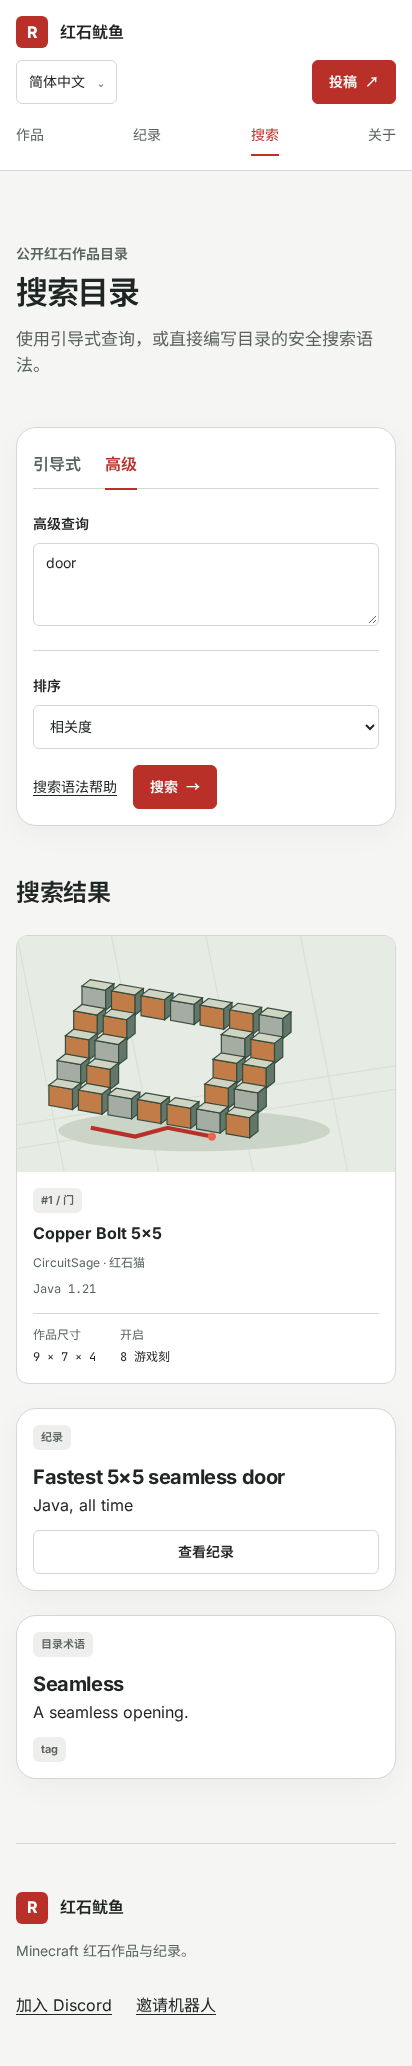 R 红石鱿鱼
简体中文
投稿 ↗
作品 纪录 搜索 关于
公开红石作品目录
搜索目录
使用引导式查询，或直接编写目录的安全搜索语
法。
引导式 高级
高级查询
door
排序
相关度
搜索语法帮助 搜索 →
搜索结果
#1 / 门
Copper Bolt 5×5
CircuitSage · 红石猫
Java 1.21
作品尺寸 开启
9 × 7 × 4 8 游戏刻
纪录
Fastest 5×5 seamless door
Java, all time
查看纪录
目录术语
Seamless
A seamless opening.
tag
R 红石鱿鱼
Minecraft 红石作品与纪录。
加入 Discord 邀请机器人